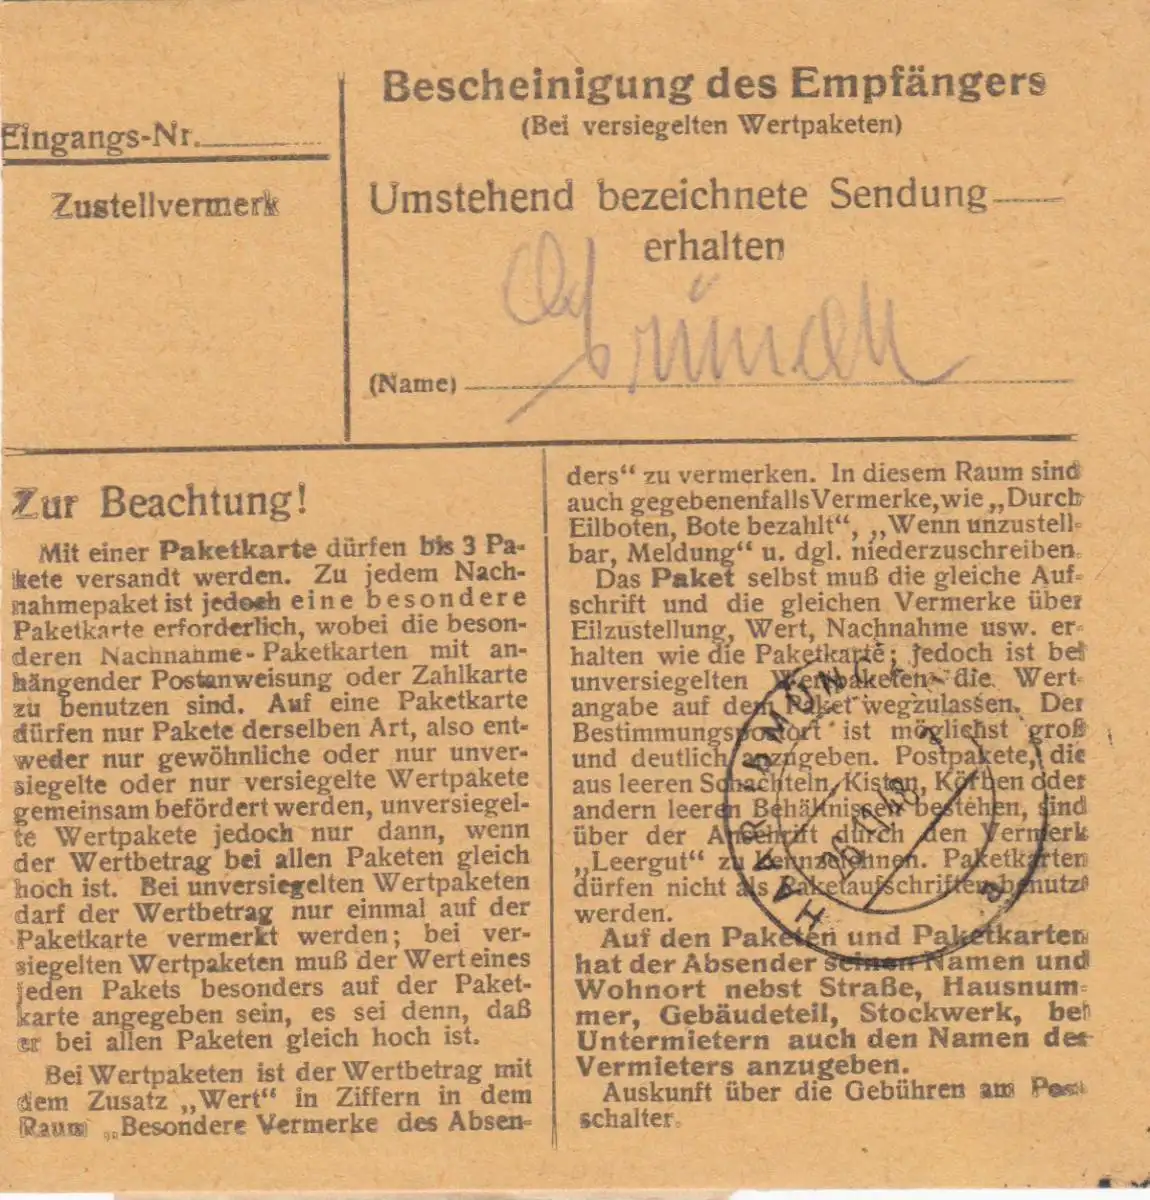 Eingangs-Nr.
Zustellvermerk
Bescheinigung des Empfängers
(Bei versiegelten Wertpaketen)
Umstehend bezeichnete Sendung
erhalten
(Name)
Zur Beachtung!
Mit einer Paketkarte dürfen bis 3 Pa-
kete versandt werden. Zu jedem Nach-
nahmepaket ist jedoch eine besondere
Paketkarte erforderlich, wobei die beson-
deren Nachnahme-Paketkarten mit an-
hängender Postanweisung oder Zahlkarte
zu benutzen sind. Auf eine Paketkarte
dürfen nur Pakete derselben Art, also ent-
weder nur gewöhnliche oder nur unver-
siegelte oder nur versiegelte Wertpakete
gemeinsam befördert werden, unversiegel-
te Wertpakete jedoch nur dann, wenn
der Wertbetrag bei allen Paketen gleich
hoch ist. Bei unversiegelten Wertpaketen
darf der Wertbetrag nur einmal auf der
Paketkarte vermerkt werden; bei ver-
siegelten Wertpaketen muß der Wert eines
jeden Pakets besonders auf der Paket-
karte angegeben sein, es sei denn, daß
er bei allen Paketen gleich hoch ist.
Bei Wertpaketen ist der Wertbetrag mit
dem Zusatz „Wert“ in Ziffern in dem
Raum „Besondere Vermerke des Absen-
ders“ zu vermerken. In diesem Raum sind
auch gegebenenfalls Vermerke, wie „Durch
Eilboten, Bote bezahlt“, „Wenn unzustell-
bar, Meldung“ u. dgl. niederzuschreiben.
Das Paket selbst muß die gleiche Auf-
schrift und die gleichen Vermerke über
Eilzustellung, Wert, Nachnahme usw. er-
halten wie die Paketkarte; jedoch ist bei
unversiegelten Wertpaketen die Wert-
angabe auf dem Paket wegzulassen. Der
Bestimmungsort ist möglichst groß
und deutlich anzugeben. Postpakete, die
aus leeren Schachteln, Kisten, Körben oder
andern leeren Behältnissen bestehen, sind
über der Anschrift durch den Vermerk
„Leergut“ zu kennzeichnen. Paketkarten
dürfen nicht als Paketaufschriften benutzt
werden.
Auf den Paketen und Paketkarten
hat der Absender seinen Namen und
Wohnort nebst Straße, Hausnum-
mer, Gebäudeteil, Stockwerk, bei
Untermietern auch den Namen des
Vermieters anzugeben.
Auskunft über die Gebühren am Post
schalter.
HAAR B MÜNCH